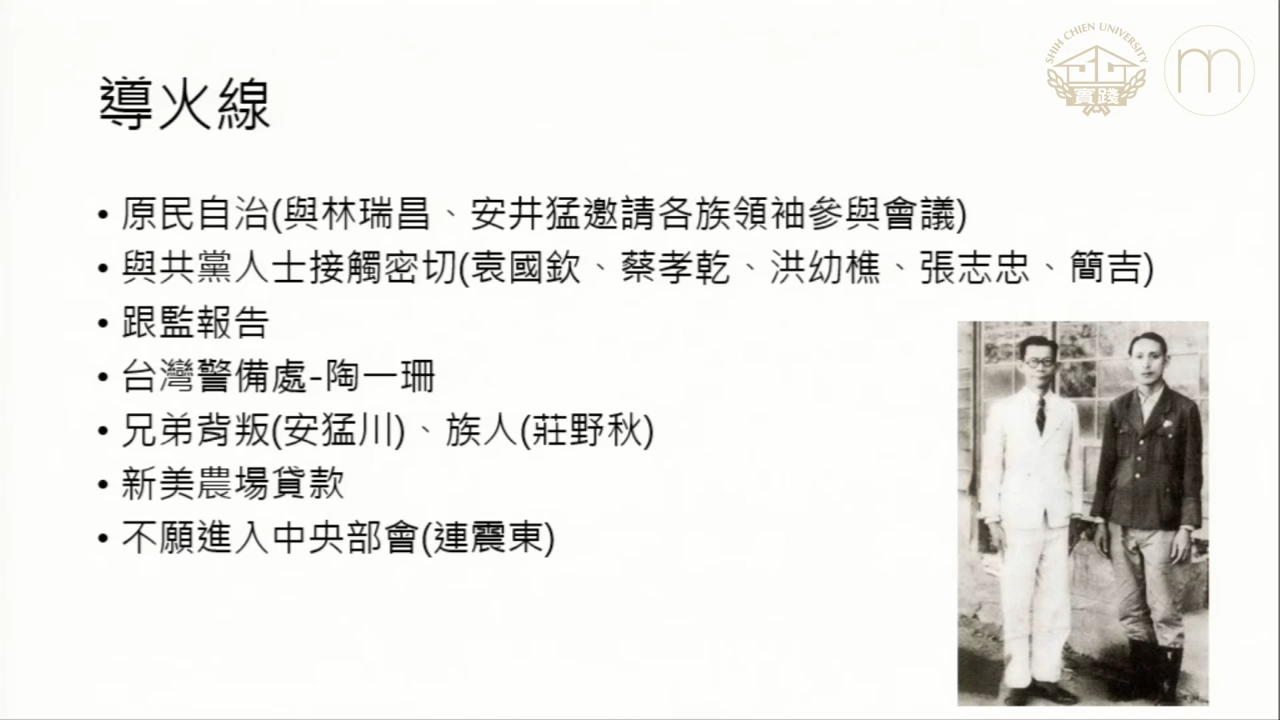 SHIH CHIEN UNIVERSITY
實踐
m
導火線
• 原民自治(與林瑞昌、安井猛邀請各族領袖參與會議)
• 與共黨人士接觸密切(袁國欽、蔡孝乾、洪幼樵、張志忠、簡吉)
• 跟監報告
• 台灣警備處-陶一珊
• 兄弟背叛(安猛川)、族人(莊野秋)
• 新美農場貸款
• 不願進入中央部會(連震東)